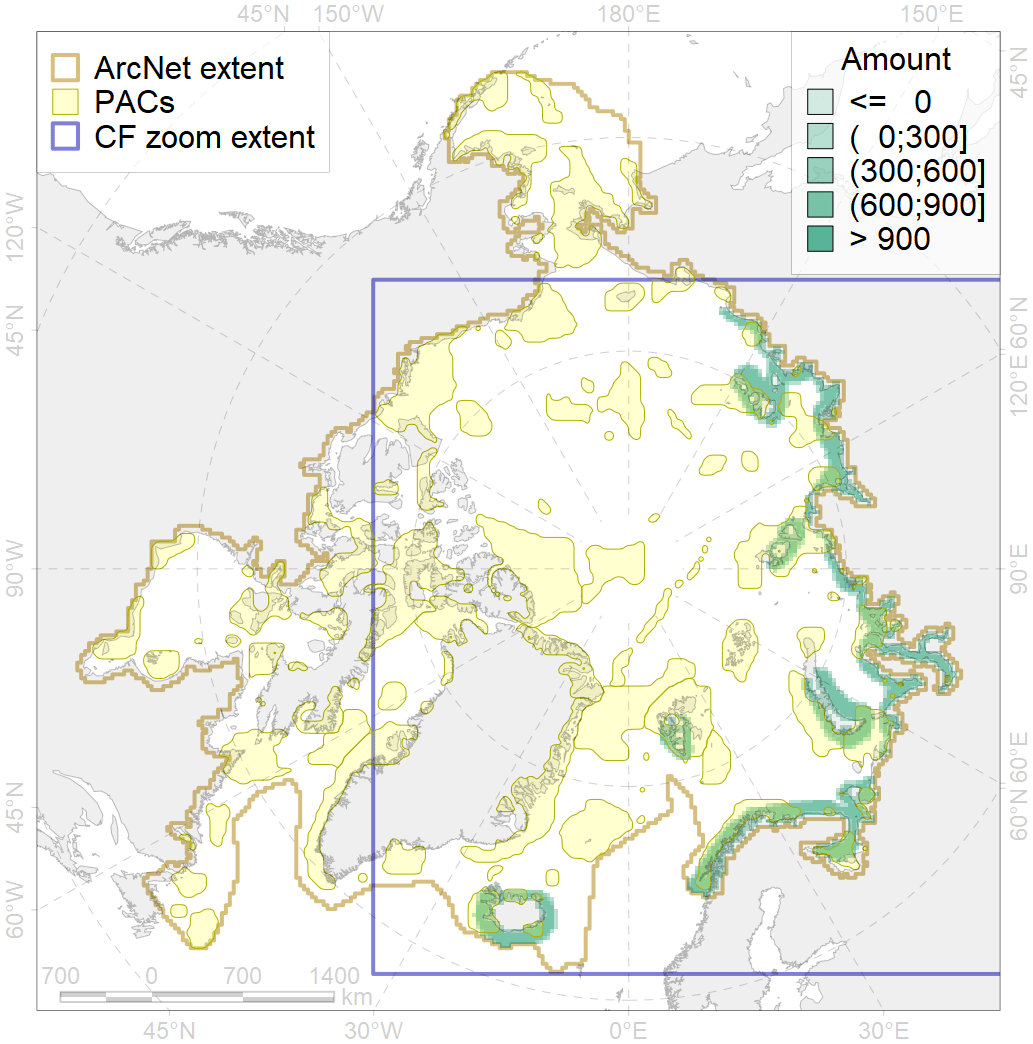 45°N 150°W 180°E 150°E
ArcNet extent
PACs
CF zoom extent
Amount
<= 0
( 0;300]
(300;600]
(600;900]
> 900
45°N
120°W
60°N
45°N
120°E
90°W
90°E
60°E
45°N
60°N
60°W
700 0 700 1400
km
45°N 30°W 0°E 30°E